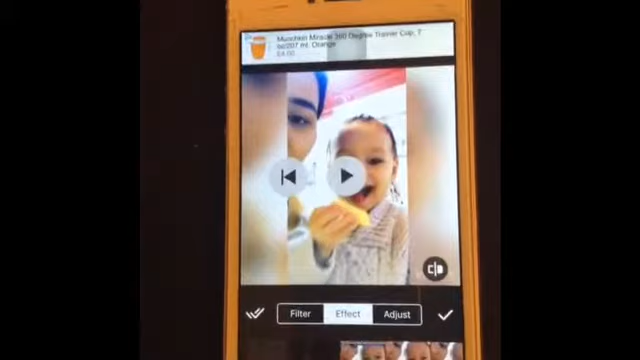 Munchkin Miracle 360 Degree Trainer Cup, 7
oz/207 ml, Orange
£4.00
Filter
Effect
Adjust